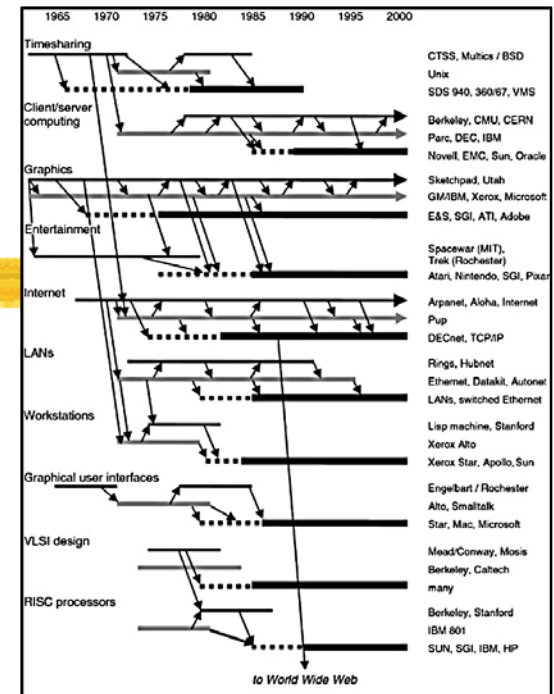 1965 1970 1975 1980 1985 1990 1995 2000
Timesharing
CTSS, Multics / BSD
Unix
SDS 940, 360/67, VMS
Client/server
computing
Berkeley, CMU, CERN
Parc, DEC, IBM
Novell, EMC, Sun, Oracle
Graphics
Sketchpad, Utah
GM/IBM, Xerox, Microsoft
E&S, SGI, ATI, Adobe
Entertainment
Spacewar (MIT),
Trek (Rochester)
Atari, Nintendo, SGI, Pixar
Internet
Arpanet, Aloha, Internet
Pup
DECnet, TCP/IP
LANs
Rings, Hubnet
Ethernet, Datakit, Autonet
LANs, switched Ethernet
Workstations
Lisp machine, Stanford
Xerox Alto
Xerox Star, Apollo, Sun
Graphical user interfaces
Engelbart / Rochester
Alto, Smalltalk
Star, Mac, Microsoft
VLSI design
Mead/Conway, Mosis
Berkeley, Caltech
many
RISC processors
Berkeley, Stanford
IBM 801
SUN, SGI, IBM, HP
to World Wide Web